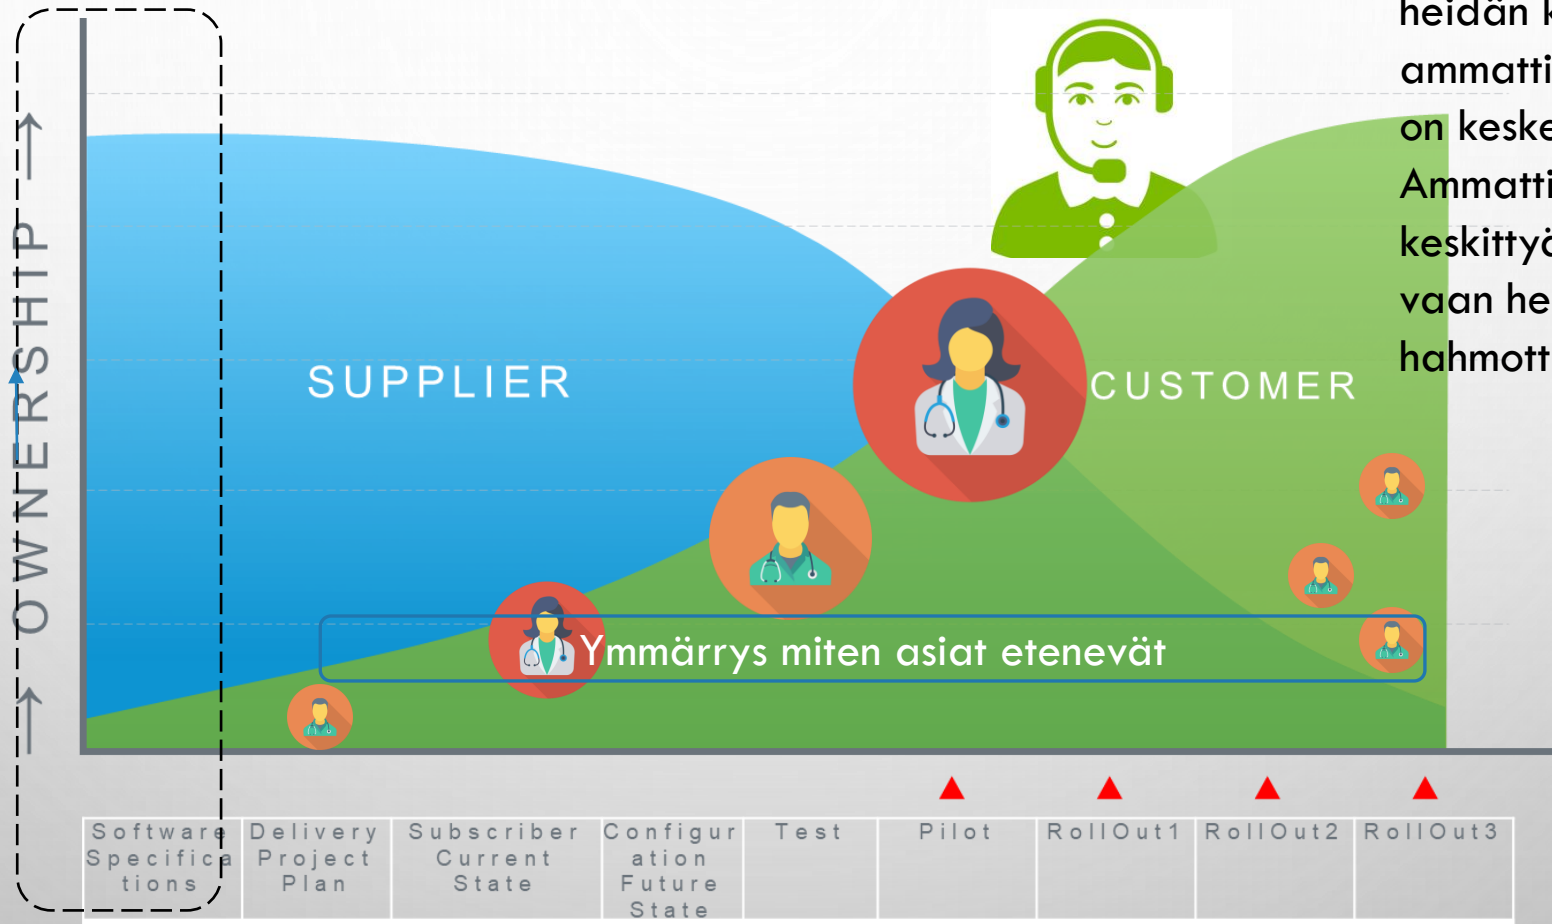 heidän
ammatti
on keske
Ammatti
keskittyä
vaan he
hahmott
OWNERSHIP
SUPPLIER
CUSTOMER
Ymmärrys miten asiat etenevät
Software
Specifica
tions
Delivery
Project
Plan
Subscriber
Current
State
Configur
ation
Future
State
Test
Pilot
RollOut1
RollOut2
RollOut3